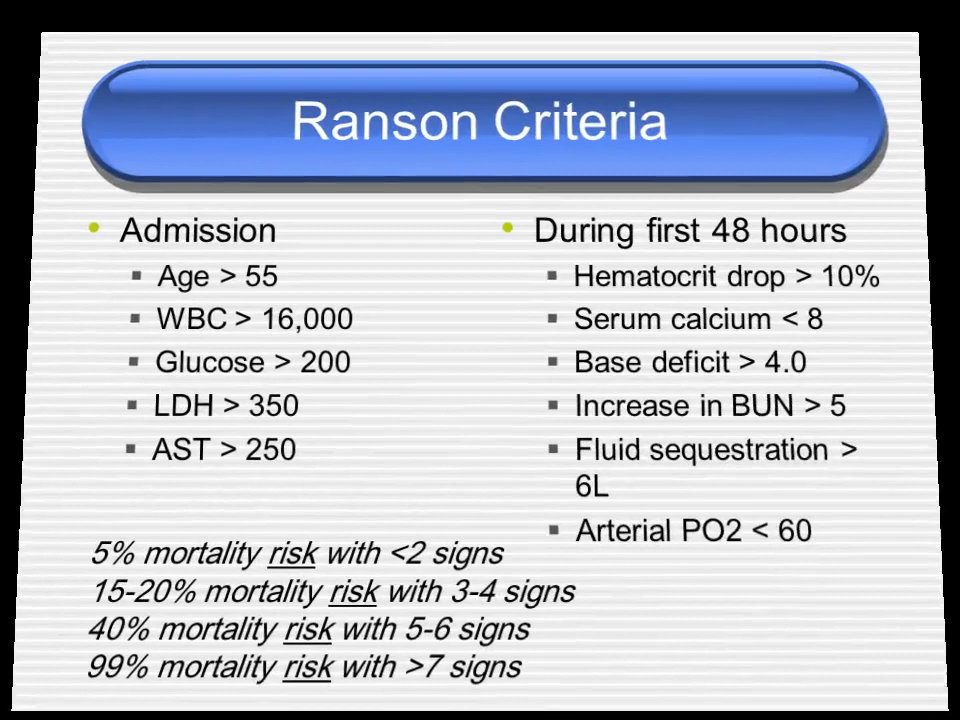 Ranson Criteria
• Admission
▪ Age > 55
▪ WBC > 16,000
▪ Glucose > 200
▪ LDH > 350
▪ AST > 250
• During first 48 hours
▪ Hematocrit drop > 10%
▪ Serum calcium < 8
▪ Base deficit > 4.0
▪ Increase in BUN > 5
▪ Fluid sequestration >
6L
▪ Arterial PO2 < 60
5% mortality risk with <2 signs
15-20% mortality risk with 3-4 signs
40% mortality risk with 5-6 signs
99% mortality risk with >7 signs